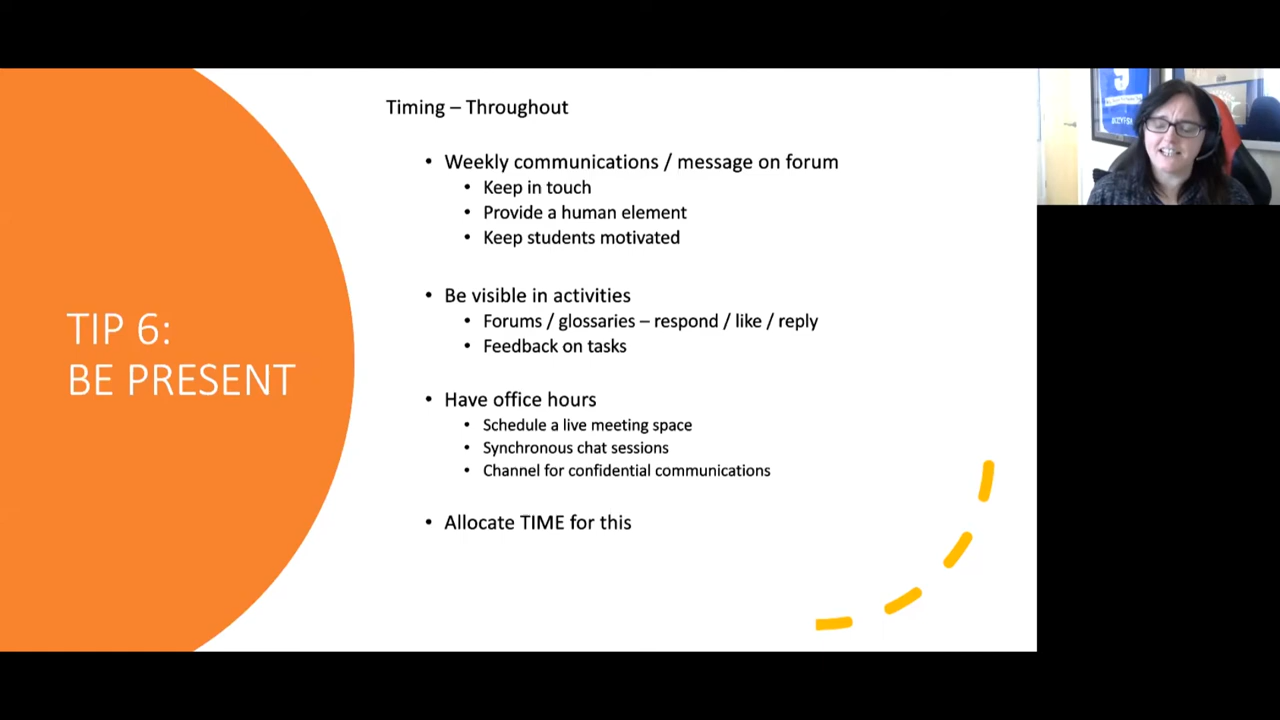 Timing – Throughout
• Weekly communications / message on forum
• Keep in touch
• Provide a human element
• Keep students motivated
• Be visible in activities
• Forums / glossaries – respond / like / reply
• Feedback on tasks
TIP 6:
BE PRESENT
• Have office hours
• Schedule a live meeting space
• Synchronous chat sessions
• Channel for confidential communications
• Allocate TIME for this